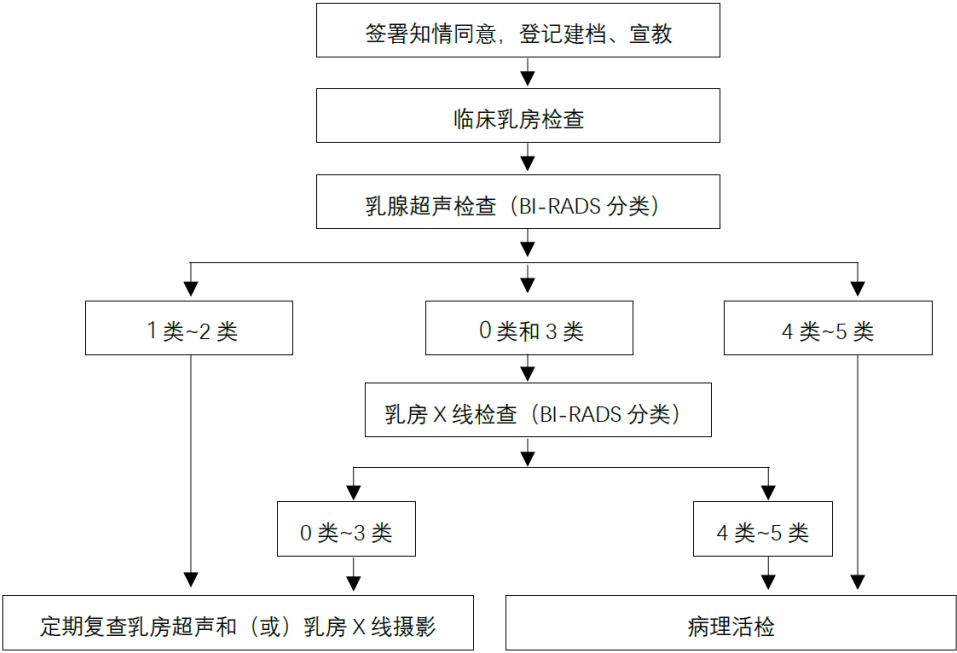 签署知情同意，登记建档、宣教
临床乳房检查
乳腺超声检查（BI-RADS 分类）
1 类~2 类
0 类和 3 类
4 类~5 类
乳房 X 线检查（BI-RADS 分类）
0 类~3 类
4 类~5 类
定期复查乳房超声和（或）乳房 X 线摄影
病理活检